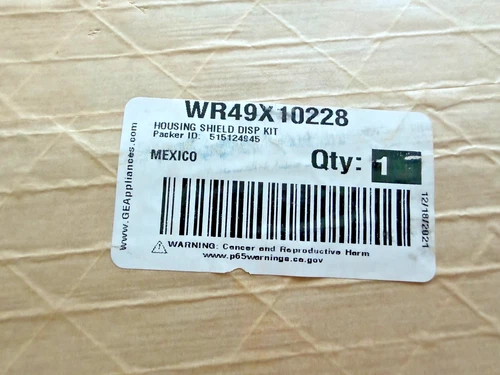 WR49X10228
HOUSING SHIELD DISP KIT
Packer ID: 515124945
MEXICO
Qty: 1
WARNING: Cancer and Reproductive Harm
www.p65warnings.ca.gov
www.GEAppliances.com
12/18/2021